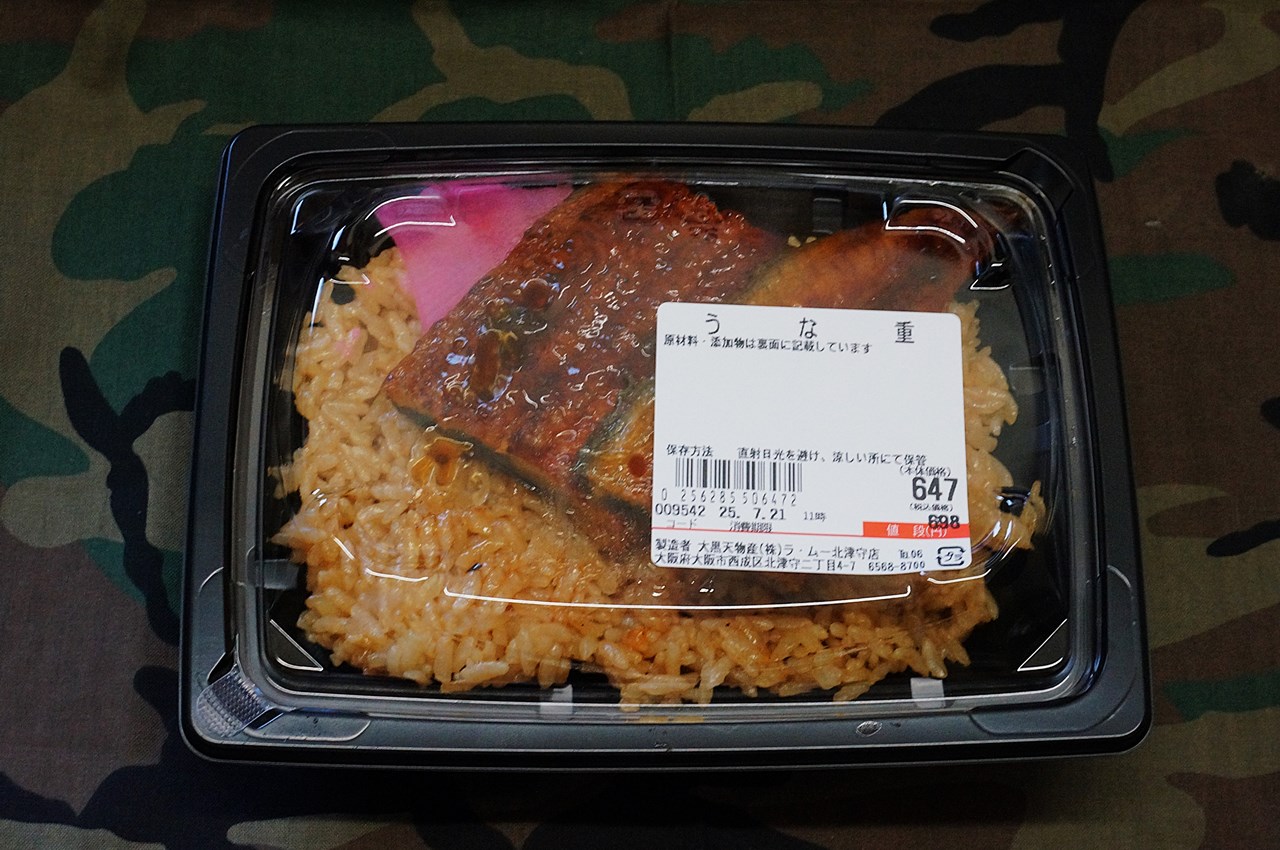 うな重
原材料・添加物は裏面に記載しています
保存方法 直射日光を避け、涼しい所にて保管
(本体価格)
647
0 256285 506472
(税込価格)
009542 25. 7.21 11時
698
コード 消費期限 値段(円)
製造者 大黒天物産(株)ラ・ムー北津守店 TEL06
大阪府大阪市西成区北津守二丁目4-7 6568-8700
プラ